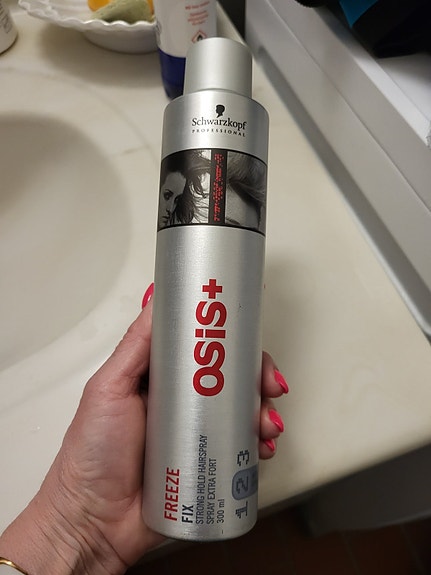 Schwarzkopf
PROFESSIONAL
OSiS+
FREEZE
FIX
STRONG HOLD HAIRSPRAY
SPRAY EXTRA FORT
300 ml
1 2 3